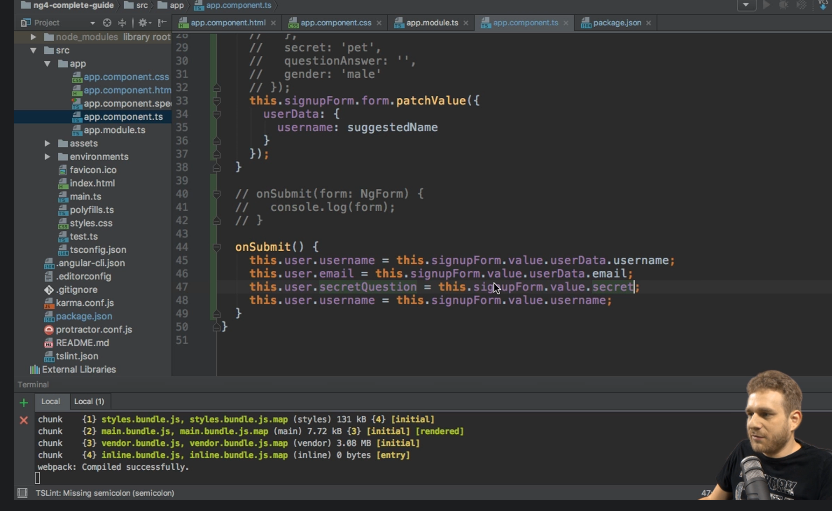 ng4-complete-guide src app app.component.ts
Project
app.component.html app.component.css app.module.ts app.component.ts package.json
node_modules library root
src
app
app.component.css
app.component.htm
app.component.spe
app.component.ts
app.module.ts
assets
environments
favicon.ico
index.html
main.ts
polyfills.ts
styles.css
test.ts
tsconfig.json
.angular-cli.json
.editorconfig
.gitignore
karma.conf.js
package.json
protractor.conf.js
README.md
tslint.json
External Libraries
28 // },
29 // secret: 'pet',
30 // questionAnswer: '',
31 // gender: 'male'
32 // });
33 this.signupForm.form.patchValue({
34 userData: {
35 username: suggestedName
36 }
37 });
38 }
39
40 // onSubmit(form: NgForm) {
41 // console.log(form);
42 // }
43
44 onSubmit() {
45 this.user.username = this.signupForm.value.userData.username;
46 this.user.email = this.signupForm.value.userData.email;
47 this.user.secretQuestion = this.signupForm.value.secret;
48 this.user.username = this.signupForm.value.username;
49 }
50 }
51
Terminal
Local Local (1)
chunk {1} styles.bundle.js, styles.bundle.js.map (styles) 131 kB {4} [initial]
chunk {2} main.bundle.js, main.bundle.js.map (main) 7.72 kB {3} [initial] [rendered]
chunk {3} vendor.bundle.js, vendor.bundle.js.map (vendor) 3.08 MB [initial]
chunk {4} inline.bundle.js, inline.bundle.js.map (inline) 0 bytes [entry]
webpack: Compiled successfully.
TSLint: Missing semicolon (semicolon)
47